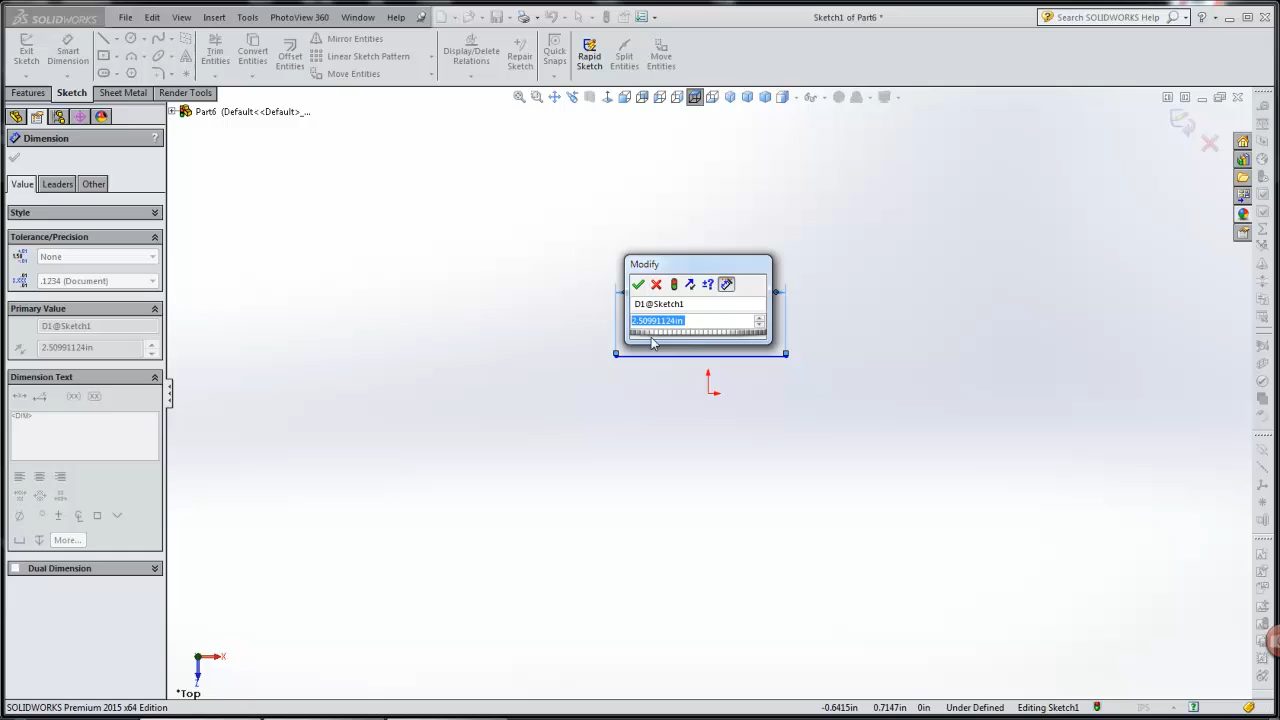 SOLIDWORKS File Edit View Insert Tools PhotoView 360 Window Help Sketch1 of Part6 * Search SOLIDWORKS Help
Exit Sketch
Smart Dimension
Trim Entities
Convert Entities
Offset Entities
Mirror Entities
Linear Sketch Pattern
Move Entities
Display/Delete Relations
Repair Sketch
Quick Snaps
Rapid Sketch
Split Entities
Move Entities
Features Sketch Sheet Metal Render Tools
Part6 (Default<<Default>_...
Dimension ?
Value Leaders Other
Style
Tolerance/Precision
None
.1234 (Document)
Primary Value
D1@Sketch1
2.50991124in
Dimension Text
(xx) (xx)
<DIM>
More...
Dual Dimension
Modify
±?
D1@Sketch1
2.50991124in
X
Z
*Top
SOLIDWORKS Premium 2015 x64 Edition -0.6415in 0.7147in 0in Under Defined Editing Sketch1 IPS ?